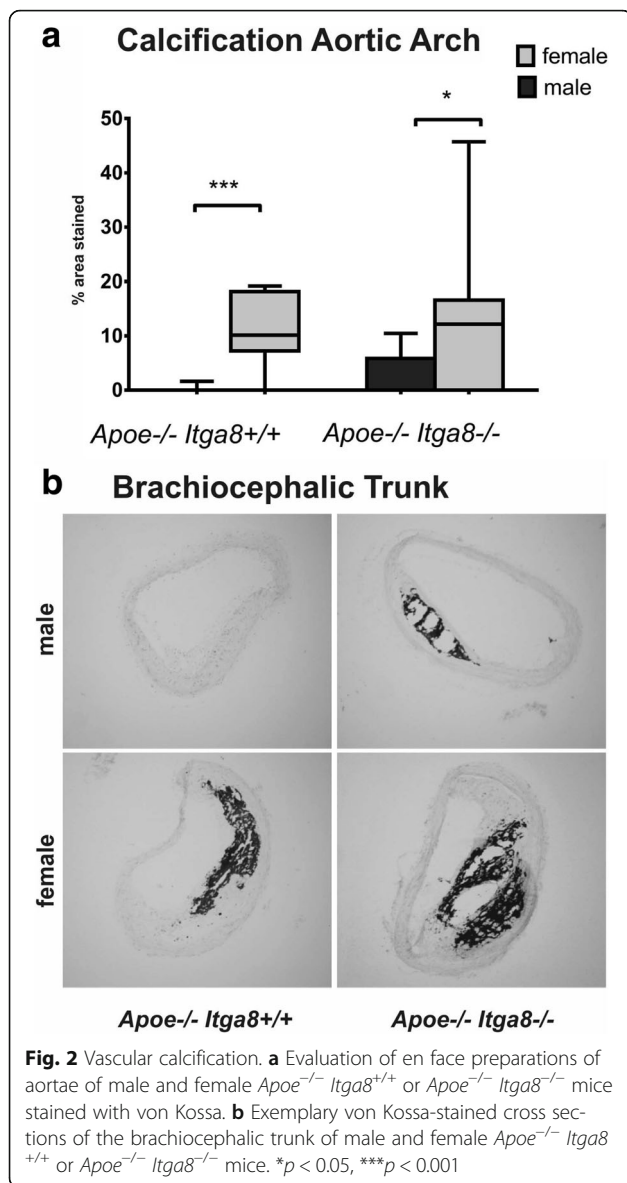 a Calcification Aortic Arch
female
male
50
40
30
20
10
0
% area stained
***
*
Apoe-/- Itga8+/+ Apoe-/- Itga8-/-
b Brachiocephalic Trunk
male
female
Apoe-/- Itga8+/+ Apoe-/- Itga8-/-
Fig. 2 Vascular calcification. a Evaluation of en face preparations of
aortae of male and female Apoe−/− Itga8+/+ or Apoe−/− Itga8−/− mice
stained with von Kossa. b Exemplary von Kossa-stained cross sec-
tions of the brachiocephalic trunk of male and female Apoe−/− Itga8
+/+ or Apoe−/− Itga8−/− mice. *p < 0.05, ***p < 0.001